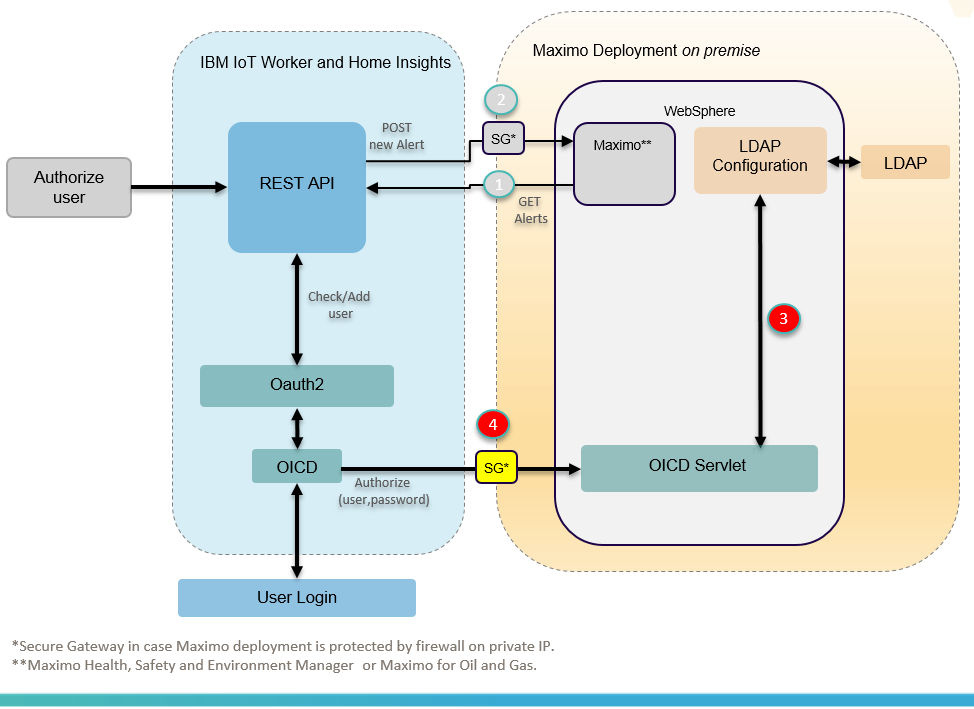 Maximo Deployment on premise
IBM IoT Worker and Home Insights
2
WebSphere
POST
new Alert
SG*
Maximo**
LDAP
Configuration
LDAP
Authorize
user
REST API
1
GET
Alerts
Check/Add
user
3
Oauth2
4
OICD
SG*
OICD Servlet
Authorize
(user,password)
User Login
*Secure Gateway in case Maximo deployment is protected by firewall on private IP.
**Maximo Health, Safety and Environment Manager or Maximo for Oil and Gas.